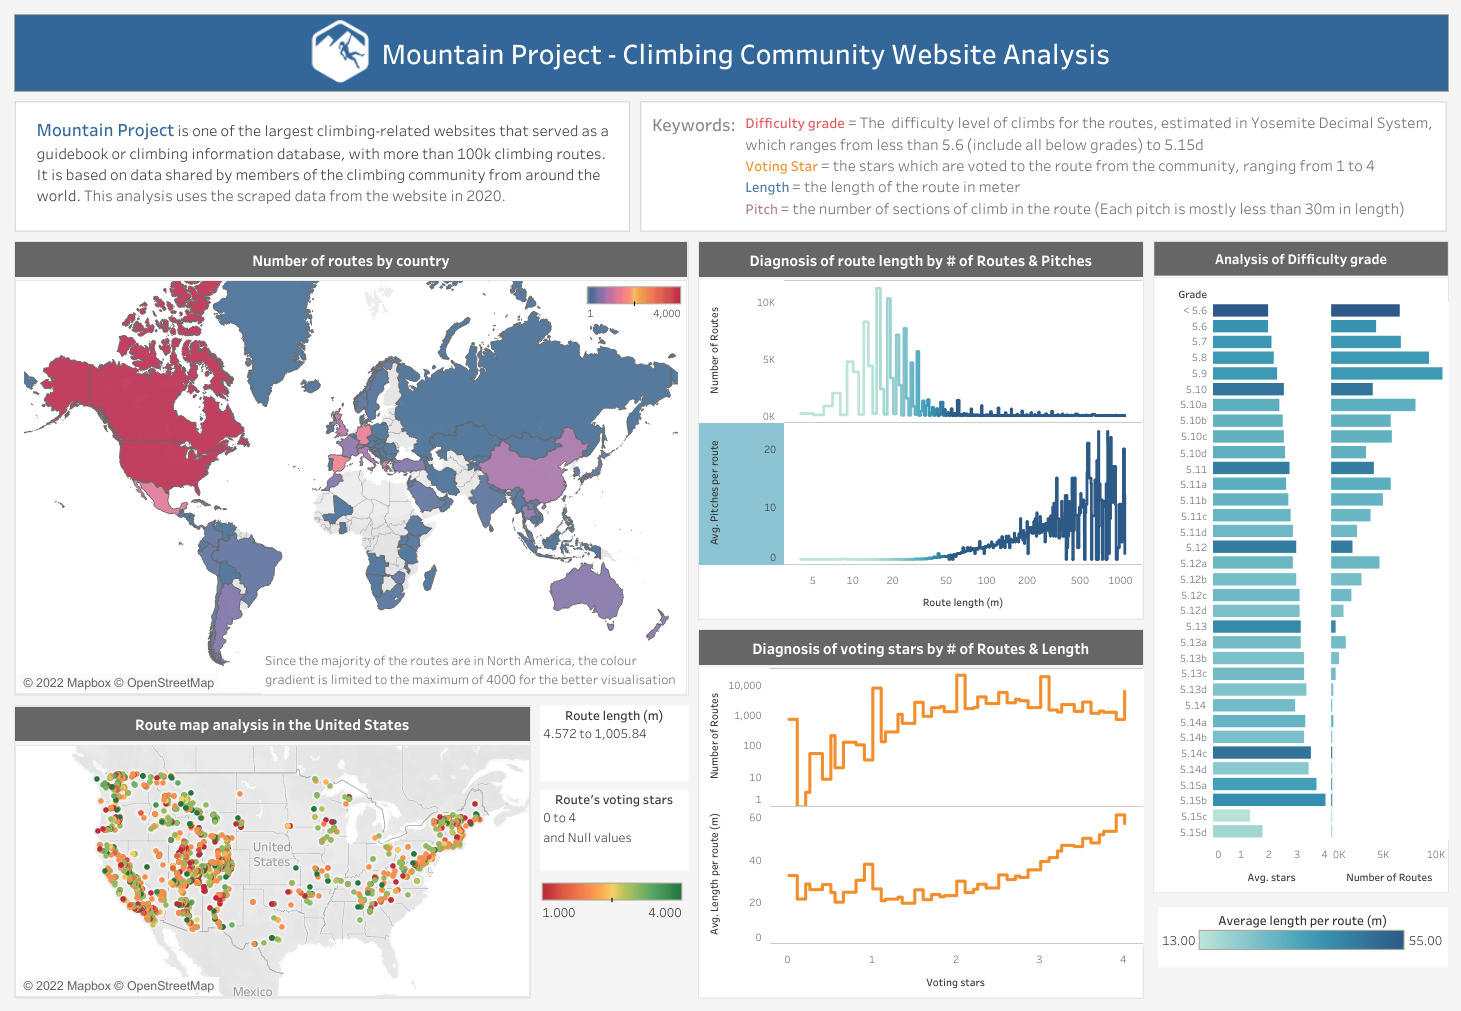 Mountain Project - Climbing Community Website Analysis
Mountain Project is one of the largest climbing-related websites that served as a
guidebook or climbing information database, with more than 100k climbing routes.
It is based on data shared by members of the climbing community from around the
world. This analysis uses the scraped data from the website in 2020.
Keywords:
Difficulty grade = The difficulty level of climbs for the routes, estimated in Yosemite Decimal System,
which ranges from less than 5.6 (include all below grades) to 5.15d
Voting Star = the stars which are voted to the route from the community, ranging from 1 to 4
Length = the length of the route in meter
Pitch = the number of sections of climb in the route (Each pitch is mostly less than 30m in length)
Number of routes by country
1 4,000
Since the majority of the routes are in North America, the colour
gradient is limited to the maximum of 4000 for the better visualisation
© 2022 Mapbox © OpenStreetMap
Route map analysis in the United States
United
States
Mexico
© 2022 Mapbox © OpenStreetMap
Route length (m)
4.572 to 1,005.84
Route's voting stars
0 to 4
and Null values
1.000 4.000
Diagnosis of route length by # of Routes & Pitches
Number of Routes
10K
5K
0K
Avg. Pitches per route
20
10
0
5 10 20 50 100 200 500 1000
Route length (m)
Diagnosis of voting stars by # of Routes & Length
Number of Routes
10,000
1,000
100
10
1
Avg. Length per route (m)
60
40
20
0
0 1 2 3 4
Voting stars
Analysis of Difficulty grade
Grade
< 5.6
5.6
5.7
5.8
5.9
5.10
5.10a
5.10b
5.10c
5.10d
5.11
5.11a
5.11b
5.11c
5.11d
5.12
5.12a
5.12b
5.12c
5.12d
5.13
5.13a
5.13b
5.13c
5.13d
5.14
5.14a
5.14b
5.14c
5.14d
5.15a
5.15b
5.15c
5.15d
0 1 2 3 4 0K 5K 10K
Avg. stars Number of Routes
Average length per route (m)
13.00 55.00